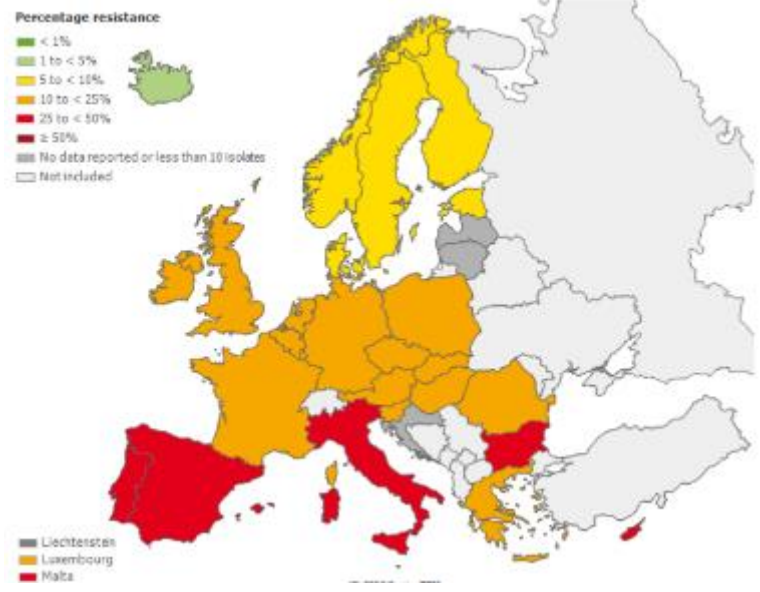 Percentage resistance
< 1%
1 to < 5%
5 to < 10%
10 to < 25%
25 to < 50%
≥ 50%
No data reported or less than 10 isolates
Not included
Liechtenstein
Luxembourg
Malta